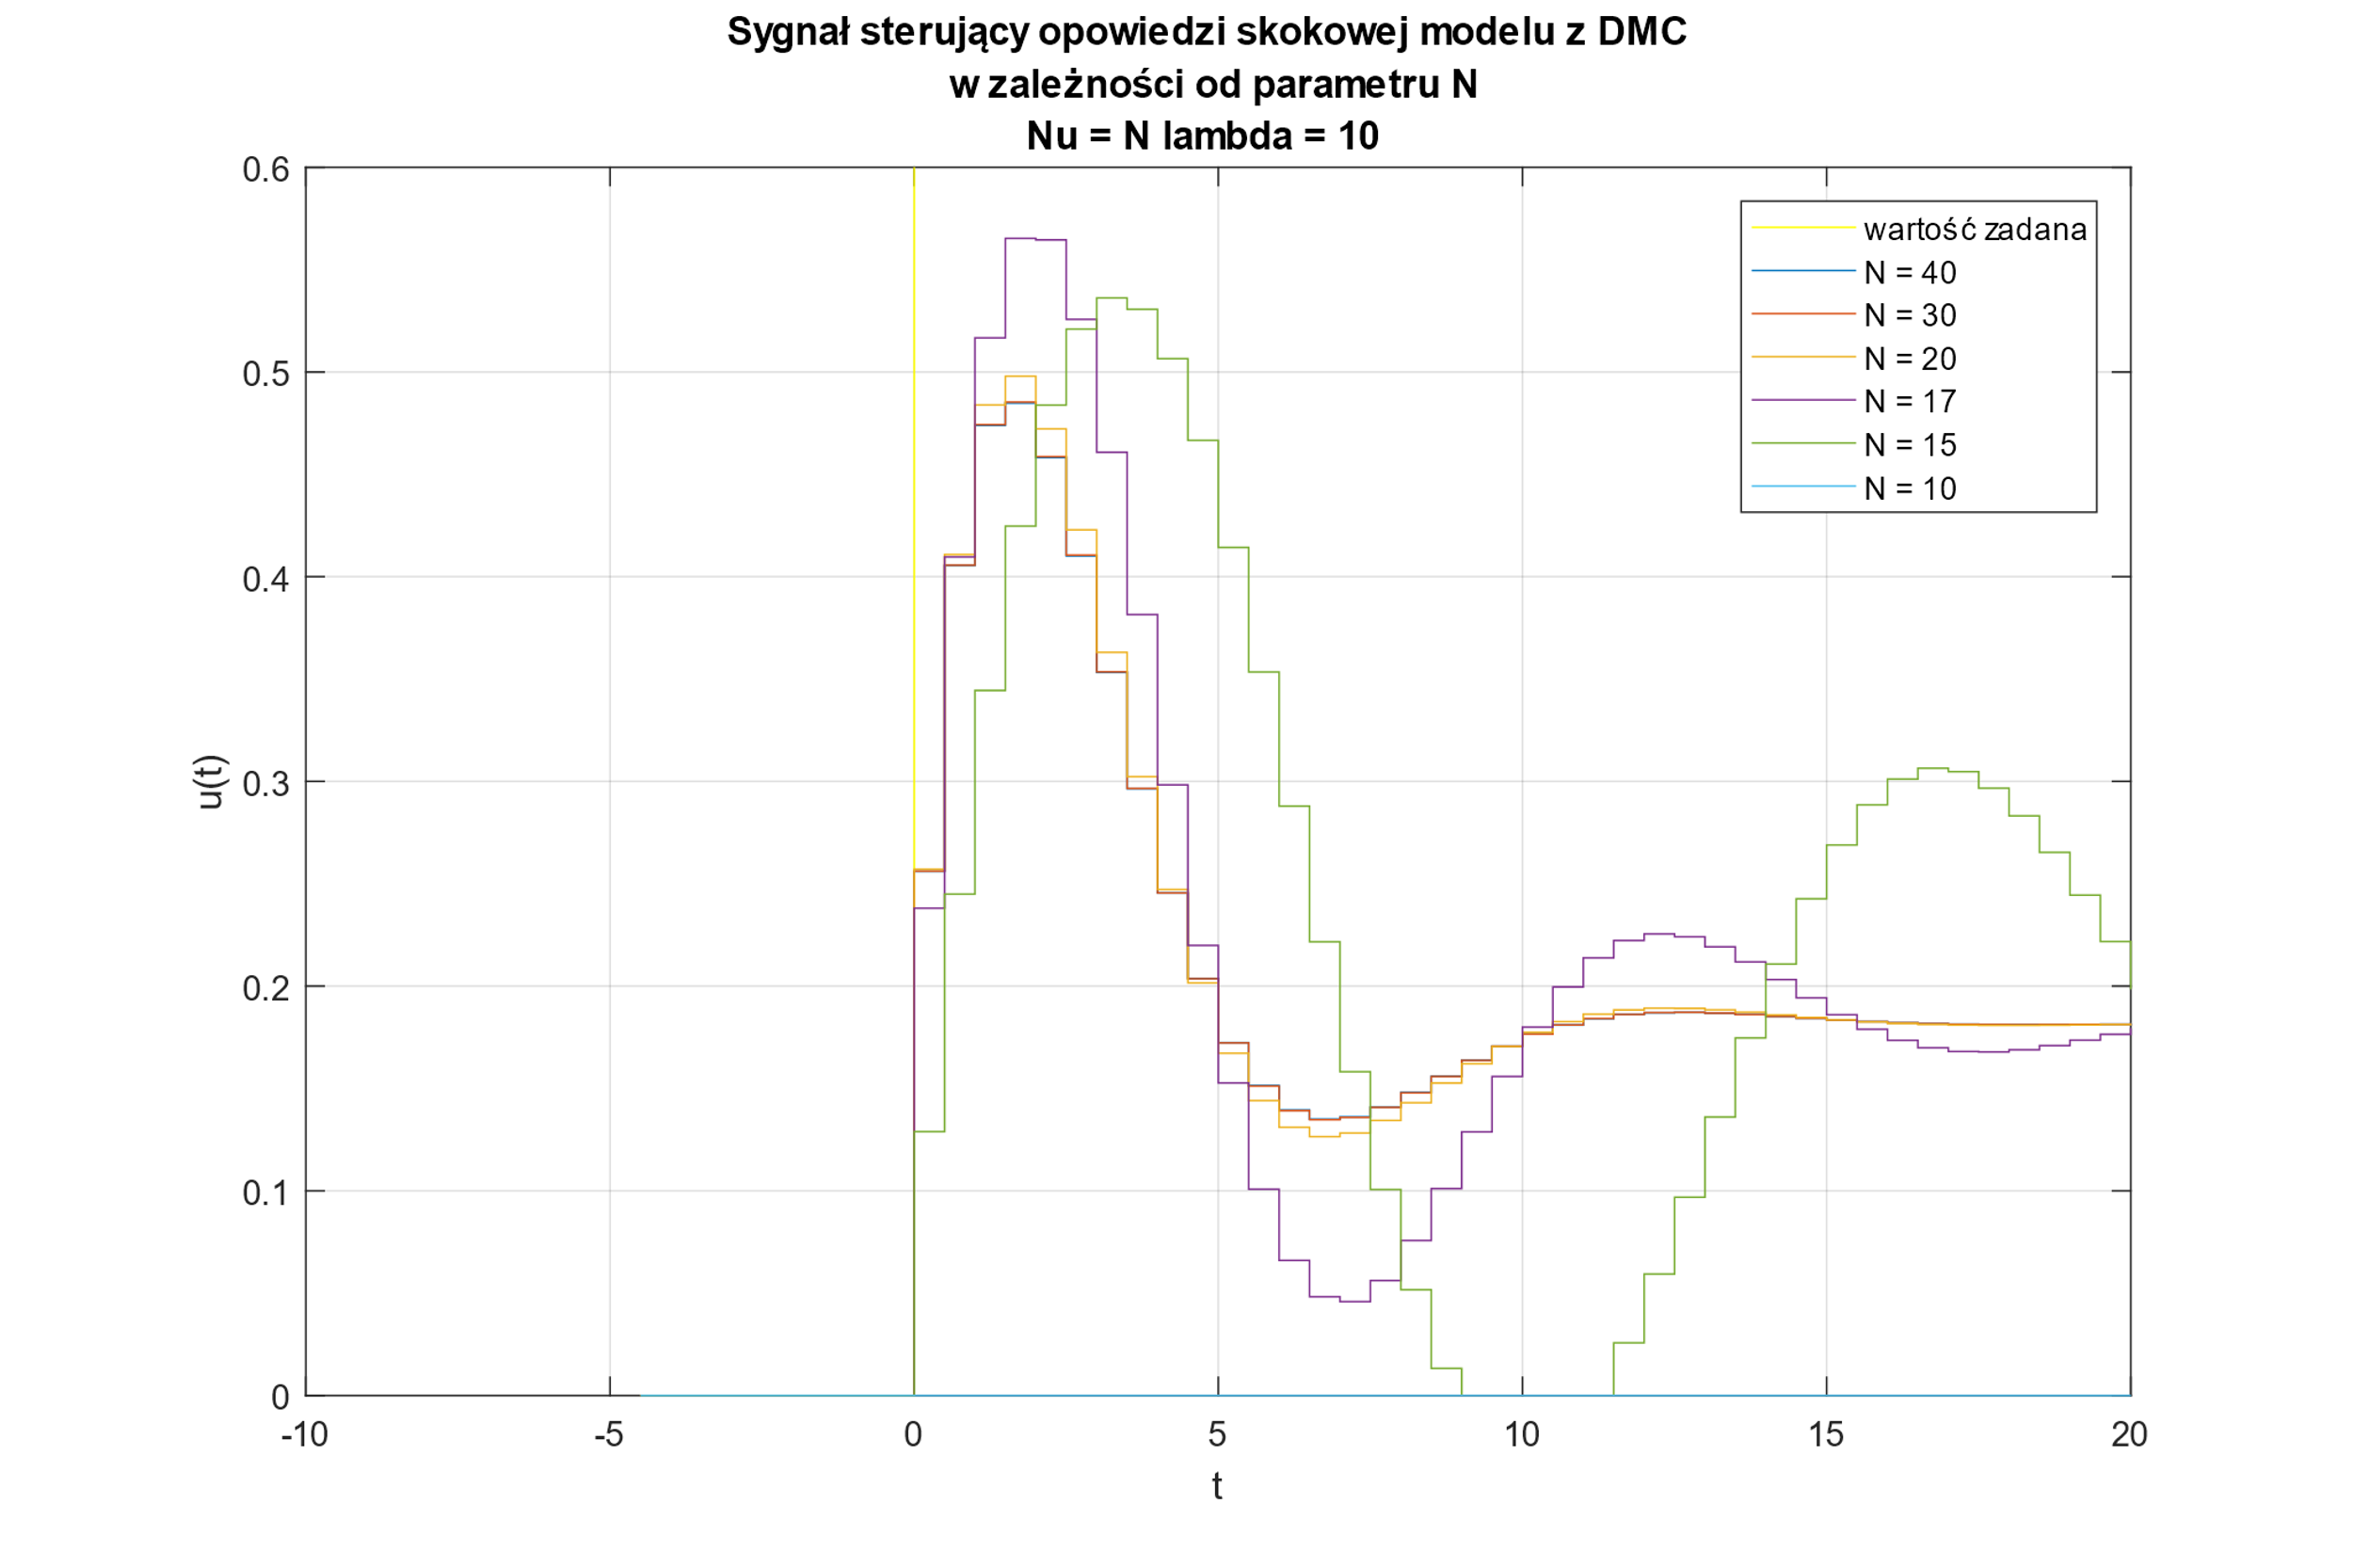 Sygnał sterujący opowiedzi skokowej modelu z DMC
w zależności od parametru N
Nu = N lambda = 10
0.6
0.5
0.4
0.3
0.2
0.1
0
u(t)
wartość zadana
N = 40
N = 30
N = 20
N = 17
N = 15
N = 10
-10
-5
0
5
10
15
20
t